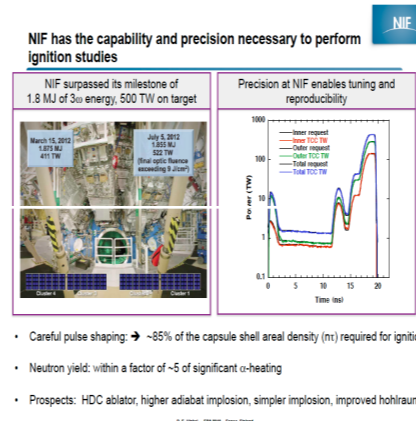 NIF
NIF has the capability and precision necessary to perform
ignition studies
NIF surpassed its milestone of
1.8 MJ of 3ω energy, 500 TW on target
March 15, 2012
1.875 MJ
411 TW
July 5, 2012
1.855 MJ
522 TW
(final optic fluence
exceeding 9 J/cm²)
Cluster 4
Cluster 1
Precision at NIF enables tuning and
reproducibility
1000
100
10
1
0.1
Power (TW)
Inner request
Inner TCC TW
Outer request
Outer TCC TW
Total request
Total TCC TW
0 5 10 15 20
Time (ns)
• Careful pulse shaping: ➔ ~85% of the capsule shell areal density (nτ) required for ignitio
• Neutron yield: within a factor of ~5 of significant α-heating
• Prospects: HDC ablator, higher adiabat implosion, simpler implosion, improved hohlraum